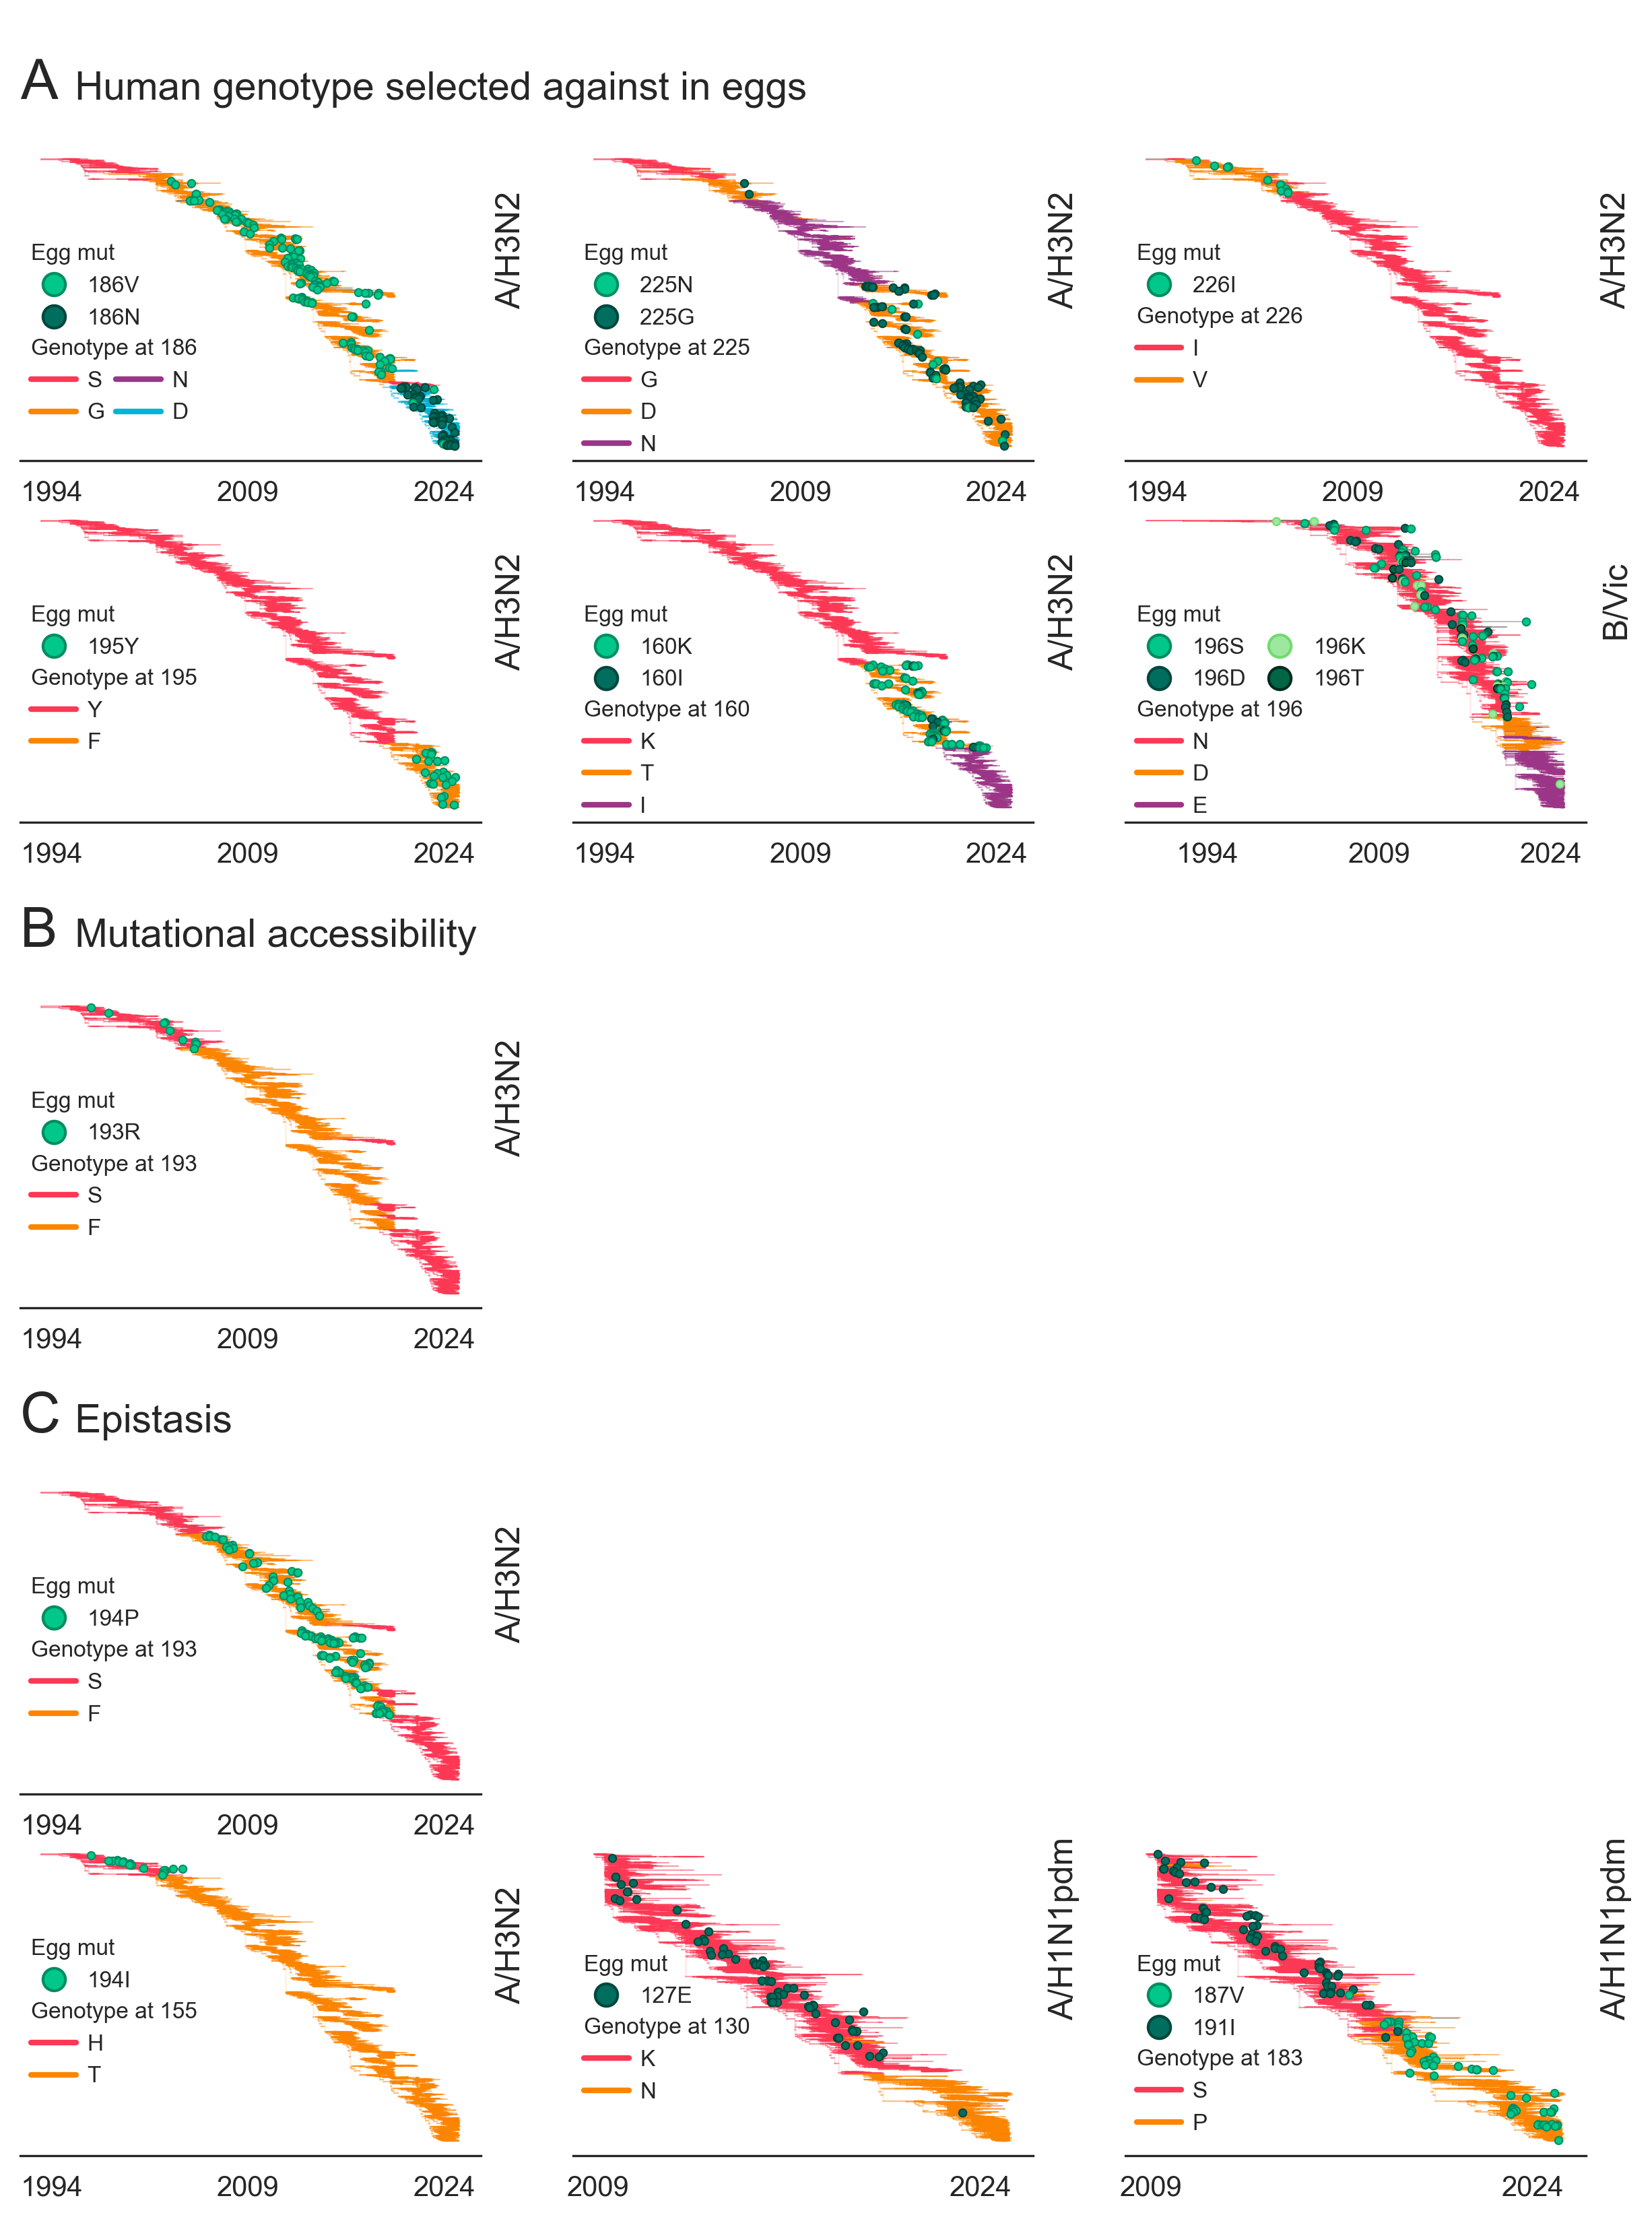 A Human genotype selected against in eggs
Egg mut
186V
186N
Genotype at 186
S N
G D
A/H3N2
1994 2009 2024
Egg mut
225N
225G
Genotype at 225
G
D
N
A/H3N2
1994 2009 2024
Egg mut
226I
Genotype at 226
I
V
A/H3N2
1994 2009 2024
Egg mut
195Y
Genotype at 195
Y
F
A/H3N2
1994 2009 2024
Egg mut
160K
160I
Genotype at 160
K
T
I
A/H3N2
1994 2009 2024
Egg mut
196S 196K
196D 196T
Genotype at 196
N
D
E
B/Vic
1994 2009 2024
B Mutational accessibility
Egg mut
193R
Genotype at 193
S
F
A/H3N2
1994 2009 2024
C Epistasis
Egg mut
194P
Genotype at 193
S
F
A/H3N2
1994 2009 2024
Egg mut
194I
Genotype at 155
H
T
A/H3N2
1994 2009 2024
Egg mut
127E
Genotype at 130
K
N
A/H1N1pdm
2009 2024
Egg mut
187V
191I
Genotype at 183
S
P
A/H1N1pdm
2009 2024